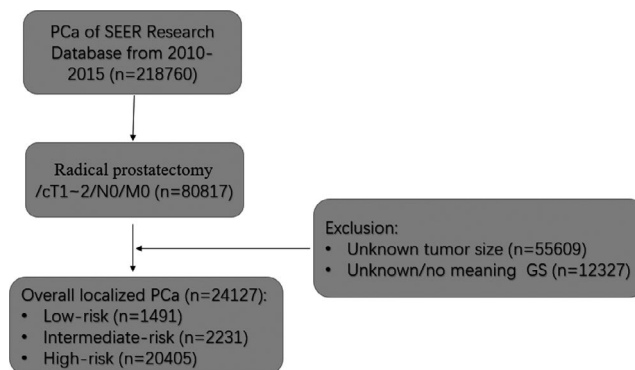 PCa of SEER Research
Database from 2010-
2015 (n=218760)
Radical prostatectomy
/cT1~2/N0/M0 (n=80817)
Exclusion:
• Unknown tumor size (n=55609)
• Unknown/no meaning GS (n=12327)
Overall localized PCa (n=24127):
• Low-risk (n=1491)
• Intermediate-risk (n=2231)
• High-risk (n=20405)